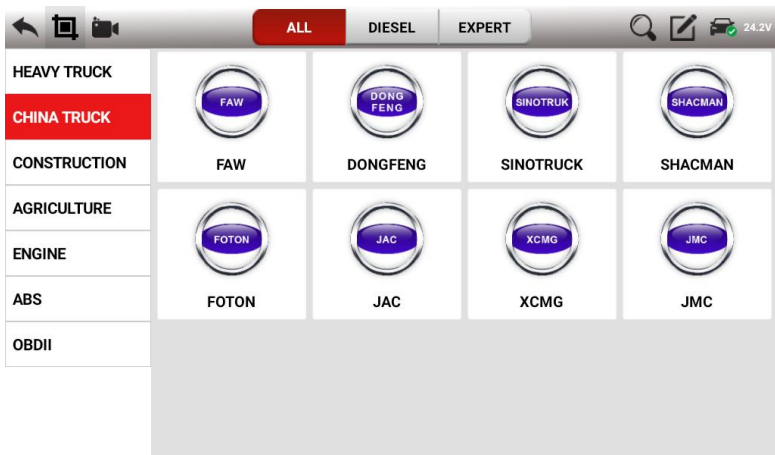 ALL
DIESEL
EXPERT
24.2V
HEAVY TRUCK
CHINA TRUCK
CONSTRUCTION
AGRICULTURE
ENGINE
ABS
OBDII
FAW
FAW
DONG
FENG
DONGFENG
SINOTRUK
SINOTRUCK
SHACMAN
SHACMAN
FOTON
FOTON
JAC
JAC
XCMG
XCMG
JMC
JMC